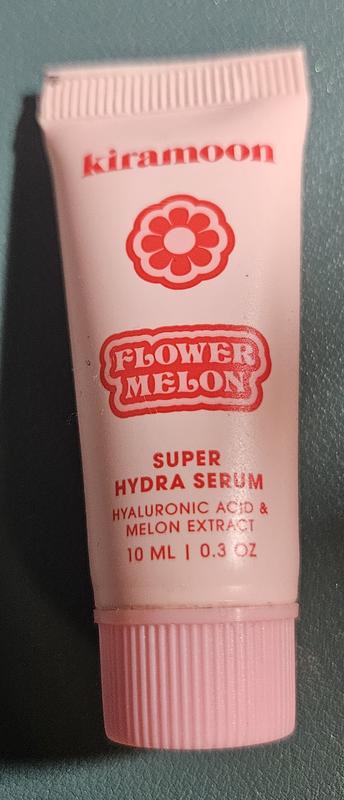 kiramoon
FLOWER
MELON
SUPER
HYDRA SERUM
HYALURONIC ACID &
MELON EXTRACT
10 ML | 0.3 OZ